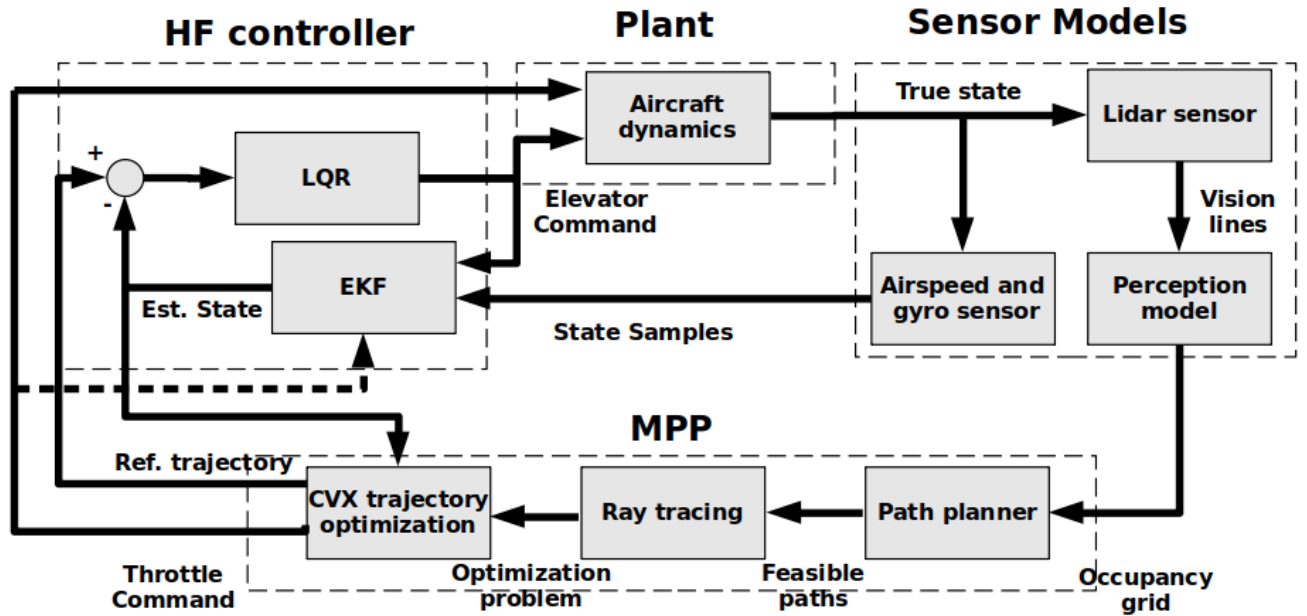 HF controller
Plant
Sensor Models
Aircraft
dynamics
True state
Lidar sensor
+
-
LQR
Elevator
Command
Vision
lines
EKF
Est. State
State Samples
Airspeed and
gyro sensor
Perception
model
MPP
Ref. trajectory
CVX trajectory
optimization
Ray tracing
Path planner
Throttle
Command
Optimization
problem
Feasible
paths
Occupancy
grid